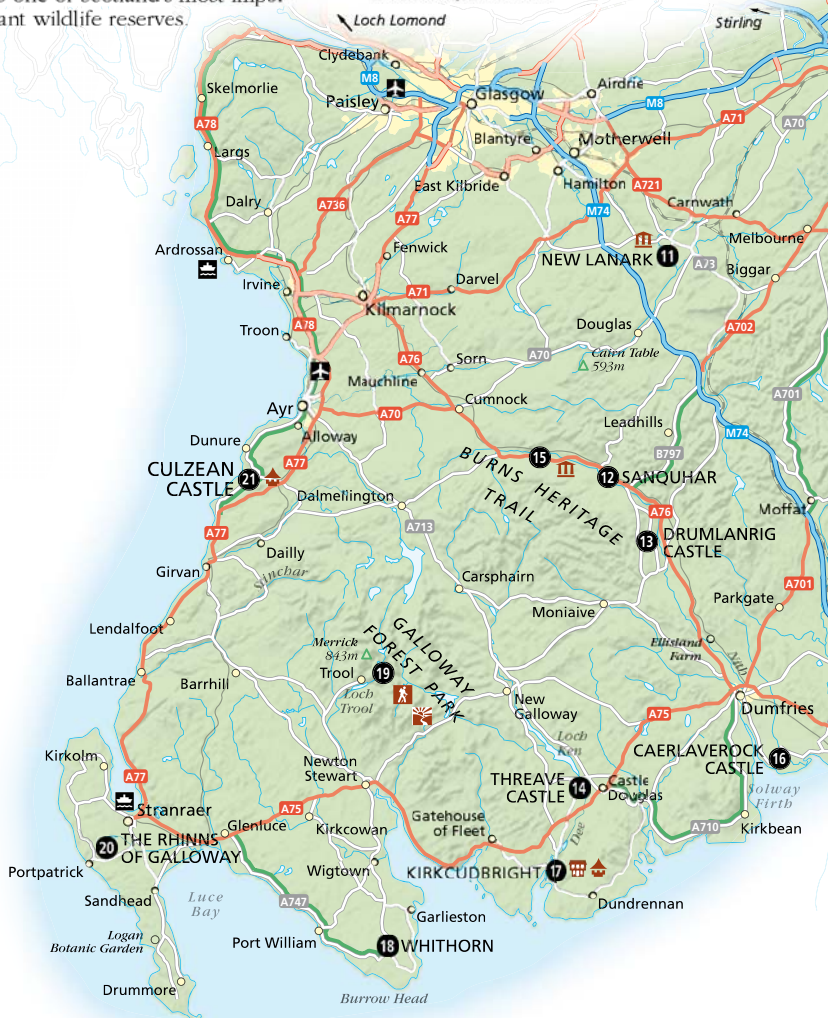 ant wildlife reserves.
Loch Lomond
Stirling
Clydebank
M8
Airdrie
Skelmorlie
Paisley
Glasgow
M8
A78
A71
A70
Largs
Blantyre
Motherwell
East Kilbride
Hamilton
A721
Dalry
A736
A77
M74
Carnwath
Melbourne
Ardrossan
Fenwick
NEW LANARK 11
A73
Biggar
Irvine
A71
Darvel
Kilmarnock
A78
Troon
Douglas
A702
A76
Sorn
A70
Cairn Table
593m
Mauchline
A701
Ayr
A70
Cumnock
Leadhills
Alloway
M74
Dunure
A77
B797
CULZEAN
CASTLE
21
15
BURNS HERITAGE
TRAIL
12 SANQUHAR
Dalmellington
A76
Moffat
A713
A77
13 DRUMLANRIG
CASTLE
Dailly
Girvan
Stinchar
Carsphairn
A701
Parkgate
Moniaive
Lendalfoot
Merrick
843m
GALLOWAY
FOREST PARK
Ellisland
Farm
Nith
Trool
19
Ballantrae
Barrhill
Loch
Trool
New
Galloway
A75
Dumfries
Loch
Ken
Kirkolm
CAERLAVEROCK
CASTLE
16
Newton
Stewart
A77
THREAVE
CASTLE
14
Castle
Douglas
Solway
Firth
Stranraer
A75
Gatehouse
of Fleet
Glenluce
Kirkcowan
Dee
A710
Kirkbean
20 THE RHINNS
OF GALLOWAY
Portpatrick
Wigtown
KIRKCUDBRIGHT 17
Sandhead
Luce
Bay
A747
Garlieston
Dundrennan
Logan
Botanic Garden
Port William
18 WHITHORN
Drummore
Burrow Head